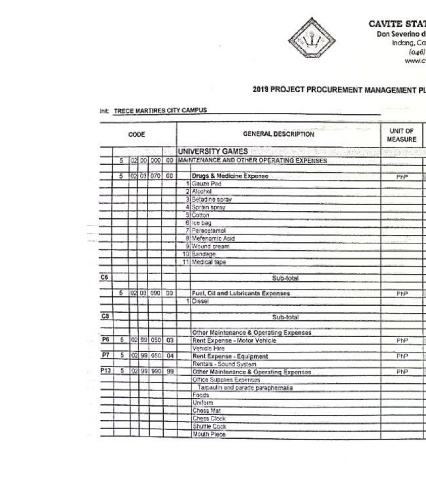 CAVITE STAT
Don Severino d
Indang, Ca
(046)
www.c
2019 PROJECT PROCUREMENT MANAGEMENT PL
Init: TRECE MARTIRES CITY CAMPUS
CODE GENERAL DESCRIPTION UNIT OF MEASURE
UNIVERSITY GAMES
5 02 00 000 00 MAINTENANCE AND OTHER OPERATING EXPENSES
5 02 03 070 00 Drugs & Medicine Expense PhP
1 Gauze Pad
2 Alcohol
3 Betadine spray
4 Sprain spray
5 Cotton
6 Ice bag
7 Paracetamol
8 Mefenamic Acid
9 Wound cream
10 Bandage
11 Medical tape
C6 Sub-total
5 02 03 090 00 Fuel, Oil and Lubricants Expenses PhP
1 Diesel
C8 Sub-total
Other Maintenance & Operating Expenses
P6 5 02 99 050 03 Rent Expense - Motor Vehicle PhP
Vehicle Hire
P7 5 02 99 050 04 Rent Expense - Equipment PhP
Rentals - Sound System
P13 5 02 99 990 99 Other Maintenance & Operating Expenses PhP
Office Supplies Expenses
Tarpaulin and parade paraphernalia
Foods
Uniform
Chess Mat
Chess Clock
Shuttle Cock
Mouth Piece